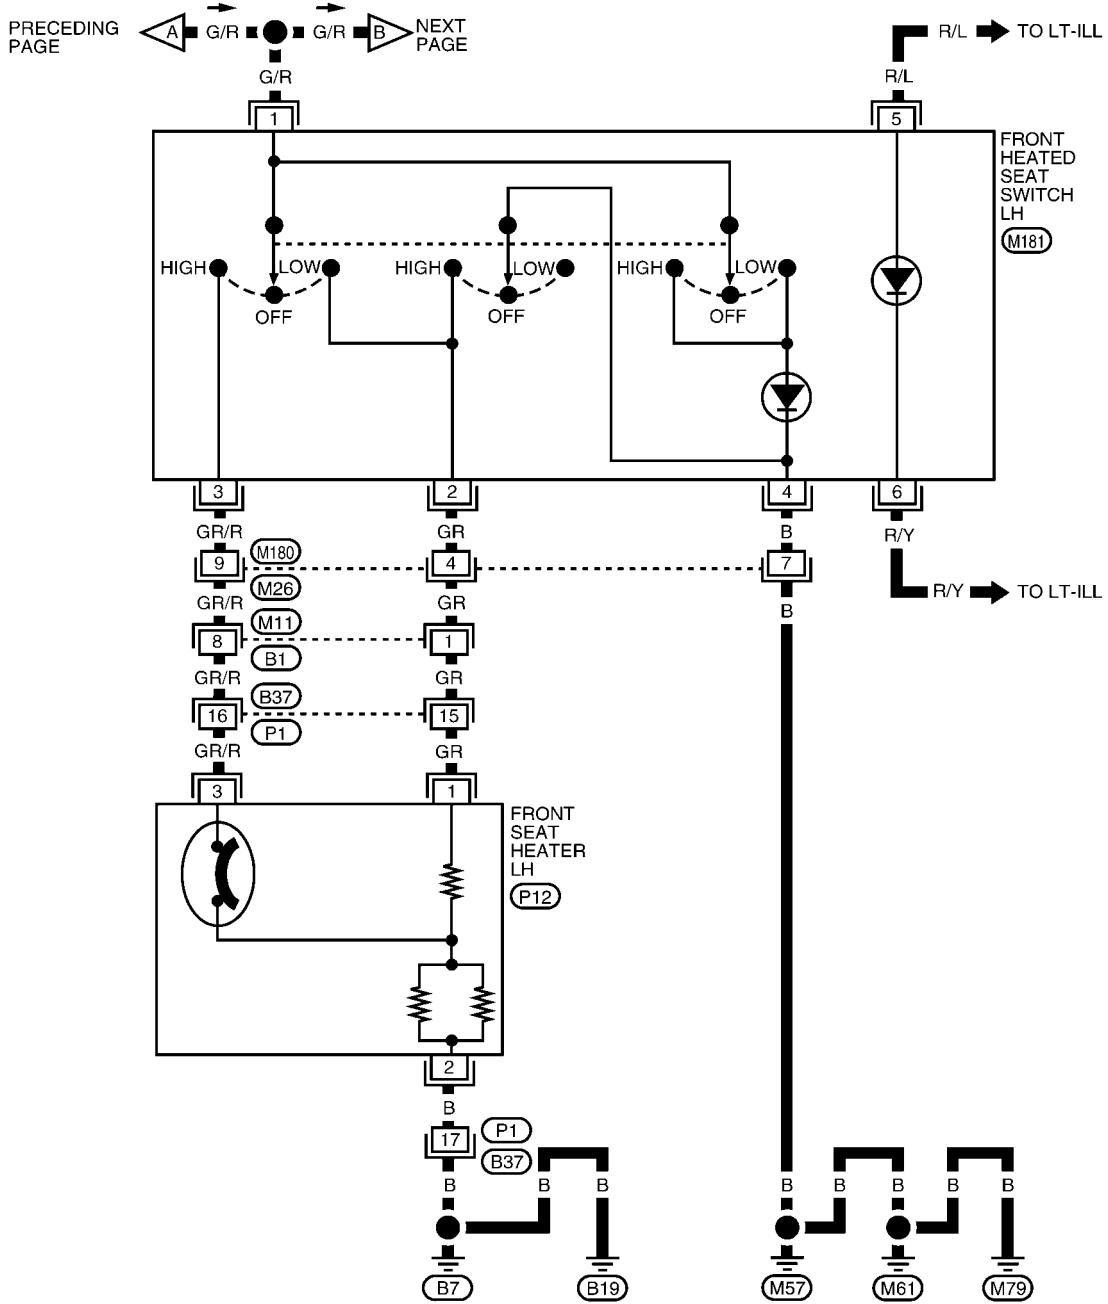 PRECEDING
PAGE
A
G/R
G/R
B
NEXT
PAGE
R/L
TO LT-ILL
G/R
R/L
1
5
FRONT
HEATED
SEAT
SWITCH
LH
M181
HIGH
LOW
HIGH
LOW
HIGH
LOW
OFF
OFF
OFF
3
2
4
6
GR/R
GR
B
R/Y
9
M180
4
7
M26
R/Y
TO LT-ILL
GR/R
GR
B
M11
8
1
B1
GR/R
GR
B37
16
15
P1
GR/R
GR
3
1
FRONT
SEAT
HEATER
LH
P12
2
B
17
P1
B37
B
B
B
B
B
B
B
B
B7
B19
M57
M61
M79